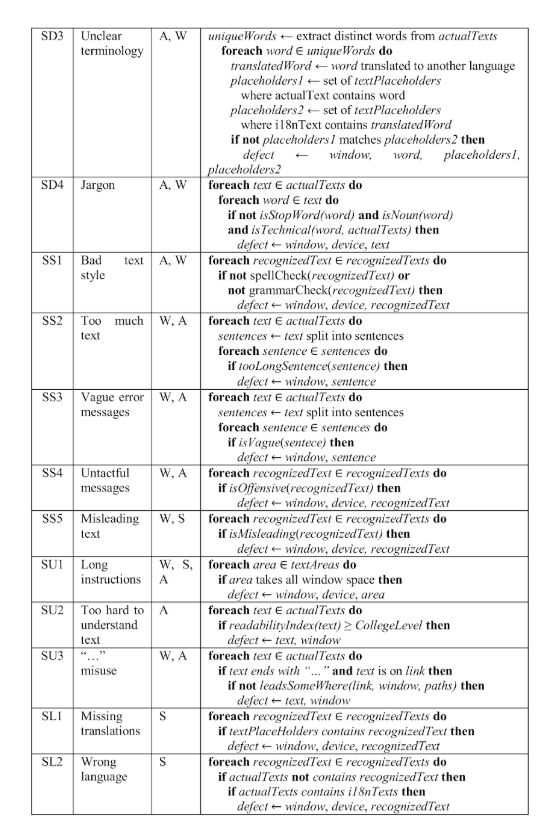 SD3 Unclear terminology A, W uniqueWords ← extract distinct words from actualTexts
foreach word ∈ uniqueWords do
translatedWord ← word translated to another language
placeholders1 ← set of textPlaceholders
where actualText contains word
placeholders2 ← set of textPlaceholders
where i18nText contains translatedWord
if not placeholders1 matches placeholders2 then
defect ← window, word, placeholders1,
placeholders2
SD4 Jargon A, W foreach text ∈ actualTexts do
foreach word ∈ text do
if not isStopWord(word) and isNoun(word)
and isTechnical(word, actualTexts) then
defect ← window, device, text
SS1 Bad text style A, W foreach recognizedText ∈ recognizedTexts do
if not spellCheck(recognizedText) or
not grammarCheck(recognizedText) then
defect ← window, device, recognizedText
SS2 Too much text W, A foreach text ∈ actualTexts do
sentences ← text split into sentences
foreach sentence ∈ sentences do
if tooLongSentence(sentence) then
defect ← window, sentence
SS3 Vague error messages W, A foreach text ∈ actualTexts do
sentences ← text split into sentences
foreach sentence ∈ sentences do
if isVague(sentece) then
defect ← window, sentence
SS4 Untactful messages W, A foreach recognizedText ∈ recognizedTexts do
if isOffensive(recognizedText) then
defect ← window, device, recognizedText
SS5 Misleading text W, S foreach recognizedText ∈ recognizedTexts do
if isMisleading(recognizedText) then
defect ← window, device, recognizedText
SU1 Long instructions W, S, A foreach area ∈ textAreas do
if area takes all window space then
defect ← window, device, area
SU2 Too hard to understand text A foreach text ∈ actualTexts do
if readabilityIndex(text) ≥ CollegeLevel then
defect ← text, window
SU3 “…” misuse W, A foreach text ∈ actualTexts do
if text ends with “…” and text is on link then
if not leadsSomeWhere(link, window, paths) then
defect ← text, window
SL1 Missing translations S foreach recognizedText ∈ recognizedTexts do
if textPlaceHolders contains recognizedText then
defect ← window, device, recognizedText
SL2 Wrong language S foreach recognizedText ∈ recognizedTexts do
if actualTexts not contains recognizedText then
if actualTexts contains i18nTexts then
defect ← window, device, recognizedText